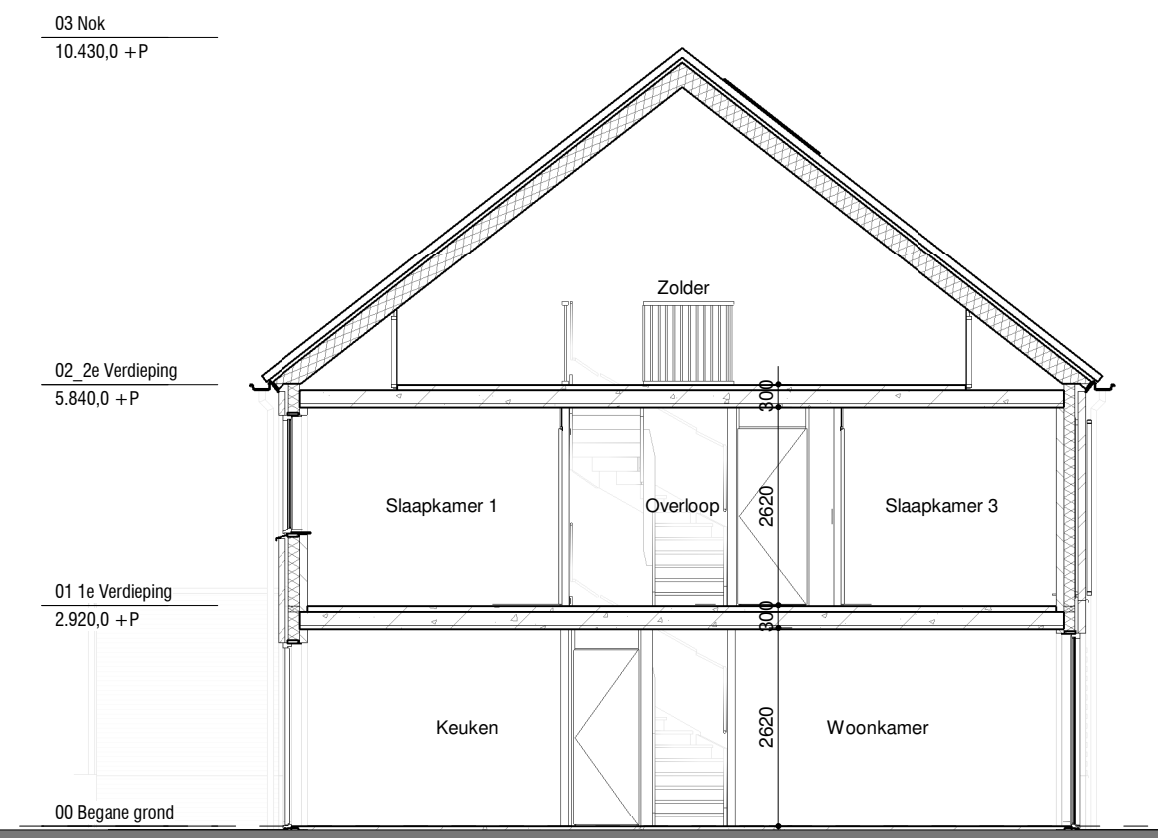 03 Nok
10.430,0 +P
Zolder
02_2e Verdieping
5.840,0 +P
300
Slaapkamer 1
Overloop
2620
Slaapkamer 3
01 1e Verdieping
2.920,0 +P
300
Keuken
2620
Woonkamer
00 Begane grond